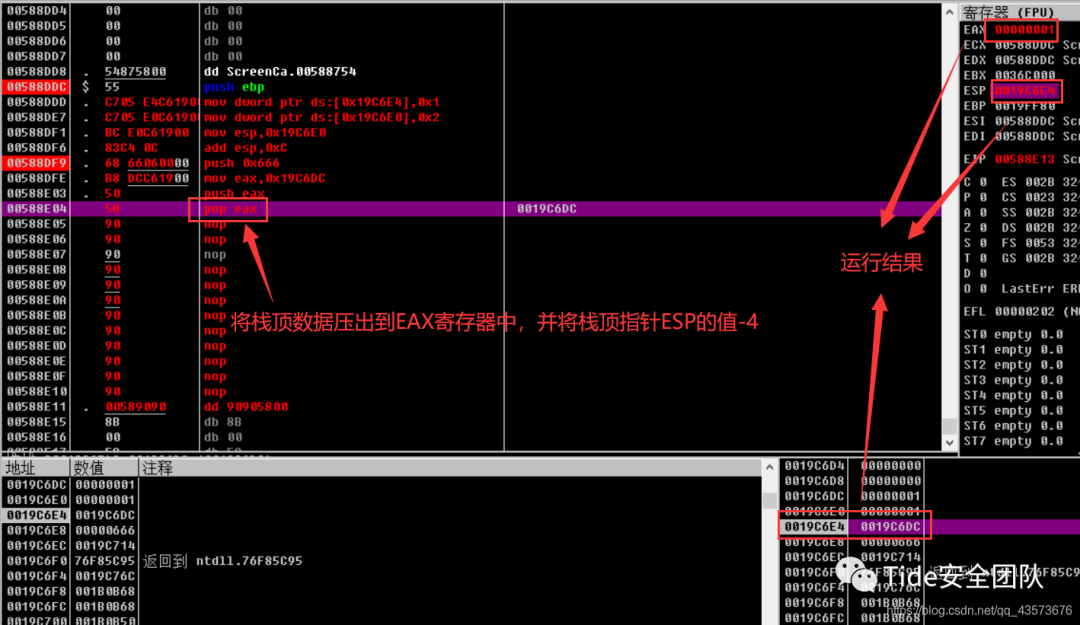 00588DD4 00 db 00
00588DD5 00 db 00
00588DD6 00 db 00
00588DD7 00 db 00
00588DD8 . 54875800 dd ScreenCa.00588754
00588DDC $ 55 push ebp
00588DDD . C705 E4C61900 mov dword ptr ds:[0x19C6E4],0x1
00588DE7 . C705 E0C61900 mov dword ptr ds:[0x19C6E0],0x2
00588DF1 . BC E0C61900 mov esp,0x19C6E0
00588DF6 . 83C4 0C add esp,0xC
00588DF9 . 68 66060000 push 0x666
00588DFE . B8 DCC61900 mov eax,0x19C6DC
00588E03 . 50 push eax
00588E04 58 pop eax 0019C6DC
00588E05 90 nop
00588E06 90 nop
00588E07 90 nop
00588E08 90 nop
00588E09 90 nop
00588E0A 90 nop
00588E0B 90 nop
00588E0C 90 nop
00588E0D 90 nop
00588E0E 90 nop
00588E0F 90 nop
00588E10 90 nop
00588E11 . 00589090 dd 90905800
00588E15 8B db 8B
00588E16 00 db 00
将栈顶数据压出到EAX寄存器中，并将栈顶指针ESP的值-4
运行结果
寄存器 (FPU)
EAX 00000001
ECX 00588DDC Scr
EDX 00588DDC Scr
EBX 0036C000
ESP 0019C6E4
EBP 0019FF80
ESI 00588DDC Scr
EDI 00588DDC Scr
EIP 00588E13 Scr
C 0 ES 002B 324
P 0 CS 0023 324
A 0 SS 002B 324
Z 0 DS 002B 324
S 0 FS 0053 324
T 0 GS 002B 324
D 0
O 0 LastErr ERR
EFL 00000202 (NO
ST0 empty 0.0
ST1 empty 0.0
ST2 empty 0.0
ST3 empty 0.0
ST4 empty 0.0
ST5 empty 0.0
ST6 empty 0.0
ST7 empty 0.0
地址 数值 注释
0019C6DC 00000001
0019C6E0 00000001
0019C6E4 0019C6DC
0019C6E8 00000666
0019C6EC 0019C714
0019C6F0 76F85C95 返回到 ntdll.76F85C95
0019C6F4 0019C76C
0019C6F8 001B0B68
0019C6FC 001B0B68
0019C700 001B0B50
0019C6D4 00000000
0019C6D8 00000000
0019C6DC 00000001
0019C6E0 00000001
0019C6E4 0019C6DC
0019C6E8 00000666
0019C6EC 0019C714
0019C6F4 0019C76C
0019C6F8 001B0B68
0019C6FC 001B0B68
Tide安全团队
https://blog.csdn.net/qq_43573676